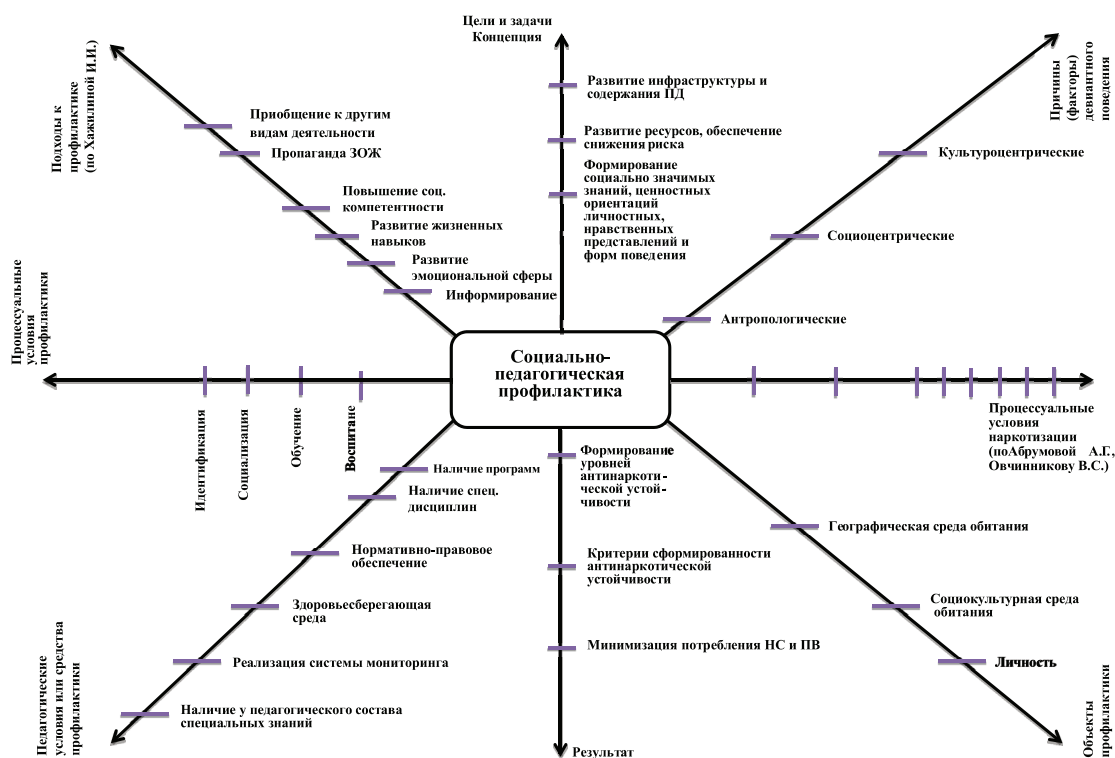 Цели и задачи
Концепция
Развитие инфраструктуры и
содержания ПД
Развитие ресурсов, обеспечение
снижения риска
Формирование
социально значимых
знаний, ценностных
ориентаций
личностных,
нравственных
представлений и
форм поведения
Причины
(факторы)
девиантного
поведения
Культуроцентрические
Социоцентрические
Антропологические
Подходы к
профилактике
(по Хажилиной И.И.)
Приобщение к другим
видам деятельности
Пропаганда ЗОЖ
Повышение соц.
компетентности
Развитие жизненных
навыков
Развитие
эмоциональной сферы
Информирование
Социально-
педагогическая
профилактика
Процессуальные
условия
профилактики
Идентификация
Социализация
Обучение
Воспитане
Процессуальные
условия
наркотизации
(поАбрумовой А.Г.,
Овчинникову В.С.)
Наличие программ
Наличие спец.
дисциплин
Нормативно-правовое
обеспечение
Здоровьесберегающая
среда
Реализация системы мониторинга
Наличие у педагогического состава
специальных знаний
Педагогические
условия или средства
профилактики
Формирование
уровней
антинаркоти-
ческой устой-
чивости
Критерии сформированности
антинаркотической
устойчивости
Минимизация потребления НС и ПВ
Результат
Географическая среда обитания
Социокультурная среда
обитания
Личность
Объекты
профилактики